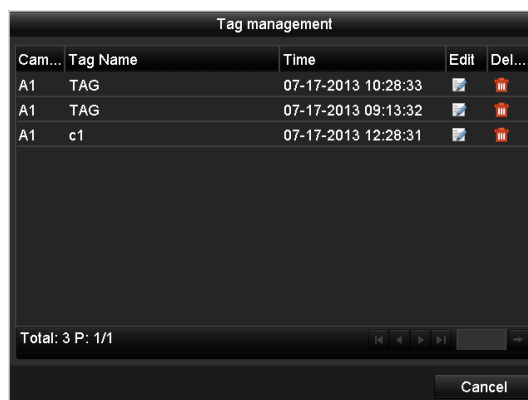 Tag management
Cam... Tag Name Time Edit Del...
A1 TAG 07-17-2013 10:28:33
A1 TAG 07-17-2013 09:13:32
A1 c1 07-17-2013 12:28:31
Total: 3 P: 1/1
Cancel